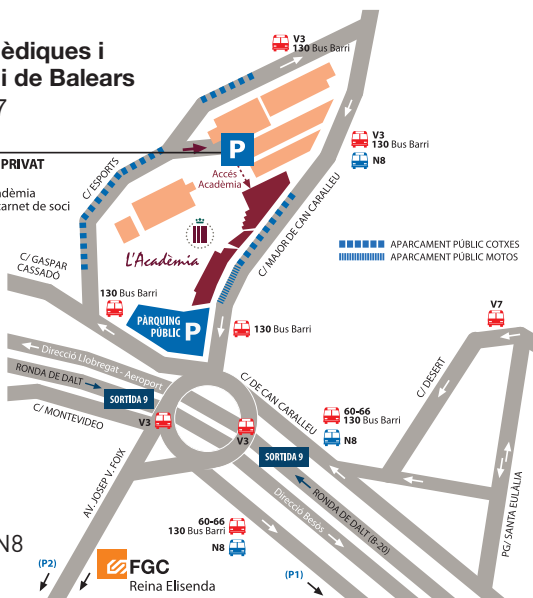 èdiques i
i de Balears
7
PRIVAT
adèmia
carnet de soci
V3
130 Bus Barri
P
Accés
Acadèmia
C/ ESPORTS
V3
130 Bus Barri
N8
C/ MAJOR DE CAN CARALLEU
L'Acadèmia
APARCAMENT PÚBLIC COTXES
APARCAMENT PÚBLIC MOTOS
C/ GASPAR
CASSADÓ
130 Bus Barri
PÀRQUING
PÚBLIC
P
130 Bus Barri
V7
Direcció Llobregat - Aeroport
RONDA DE DALT
SORTIDA 9
C/ MONTEVIDEO
V3
V3
C/ DE CAN CARALLEU
C/ DESERT
60-66
130 Bus Barri
N8
SORTIDA 9
RONDA DE DALT (B-20)
Direcció Besòs
PG/ SANTA EULÀLIA
AV. JOSEP V. FOIX
60-66
130 Bus Barri
N8
N8
(P2)
FGC
Reina Elisenda
(P1)